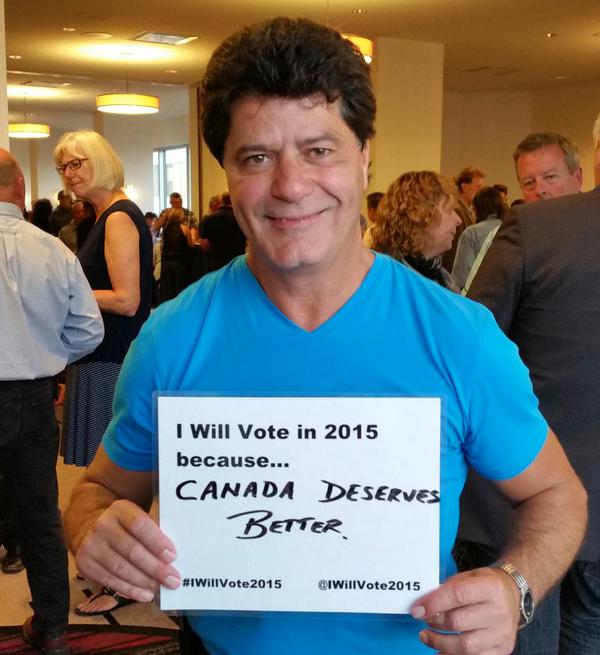 I Will Vote in 2015
because...
CANADA DESERVES
BETTER.
#IWillVote2015 @IWillVote2015